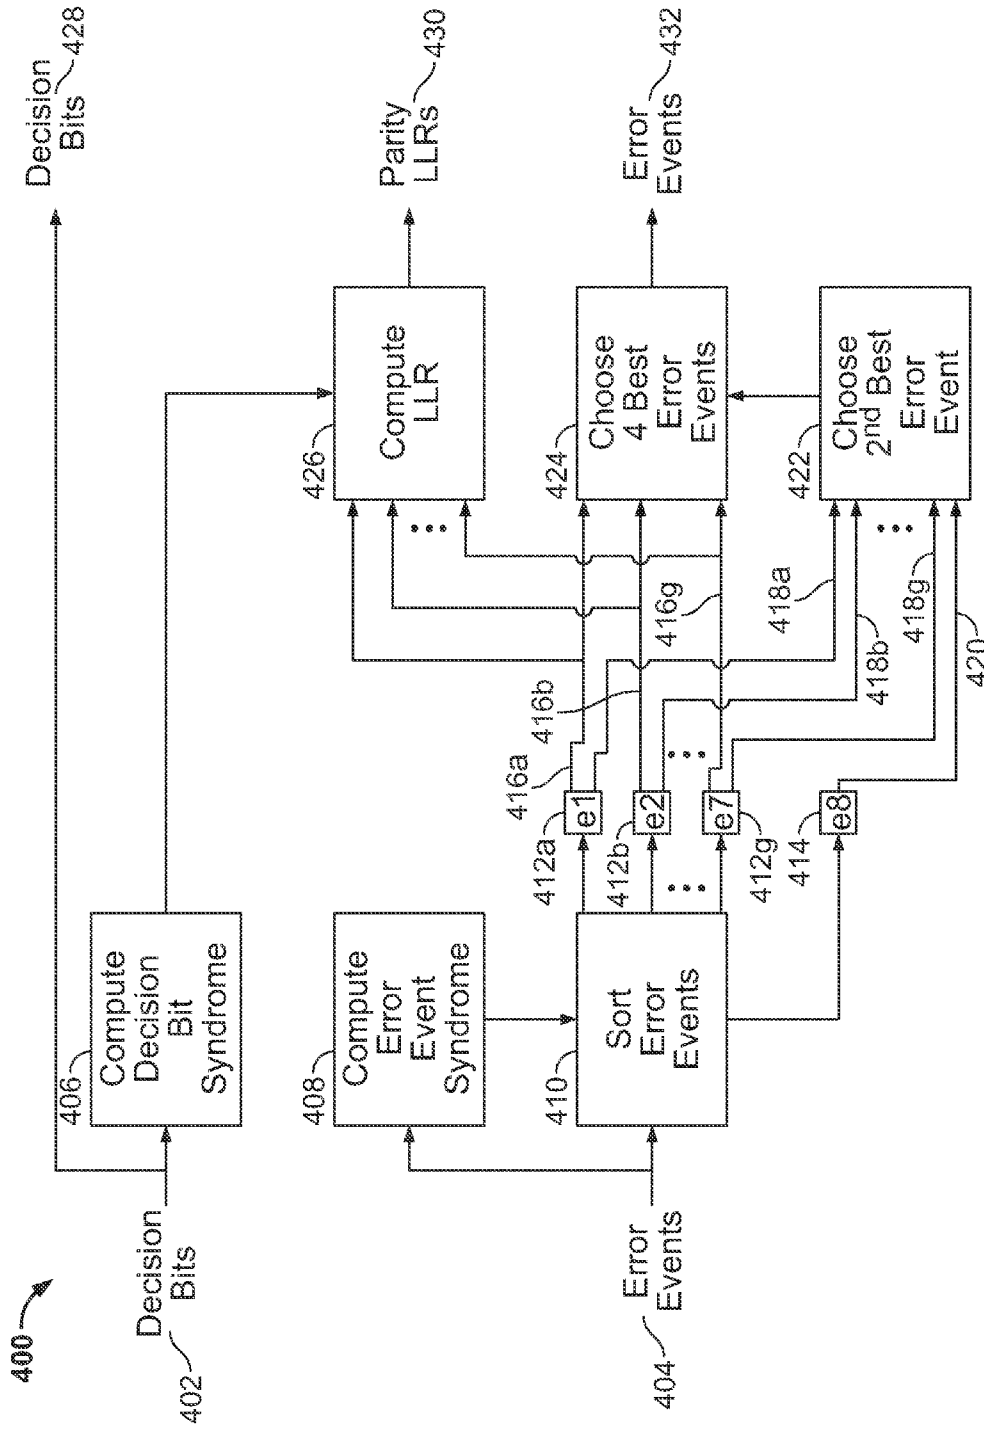 400
Decision
Bits
402
406
Compute
Decision
Bit
Syndrome
Decision
Bits
428
Error
Events
404
408
Compute
Error
Event
Syndrome
410
Sort
Error
Events
412a
e1
412b
e2
412g
e7
414
e8
416a
416b
416g
418a
418b
418g
420
426
Compute
LLR
Parity
LLRs
430
424
Choose
4 Best
Error
Events
Error
Events
432
422
Choose
2nd Best
Error
Event